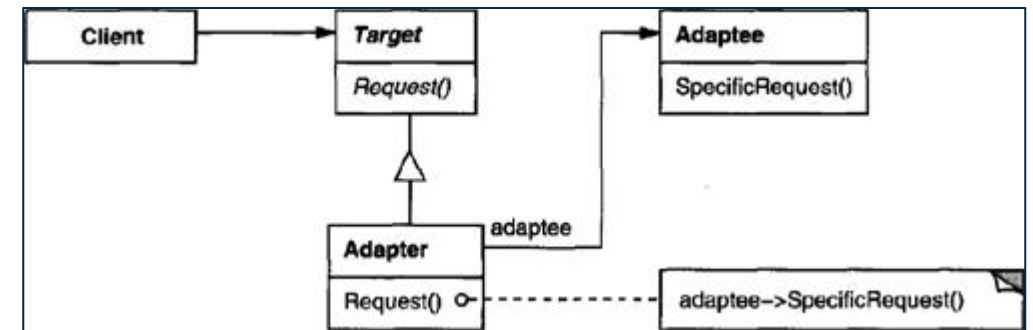 Client
Target
Request()
Adaptee
SpecificRequest()
Adapter
Request()
adaptee
adaptee->SpecificRequest()